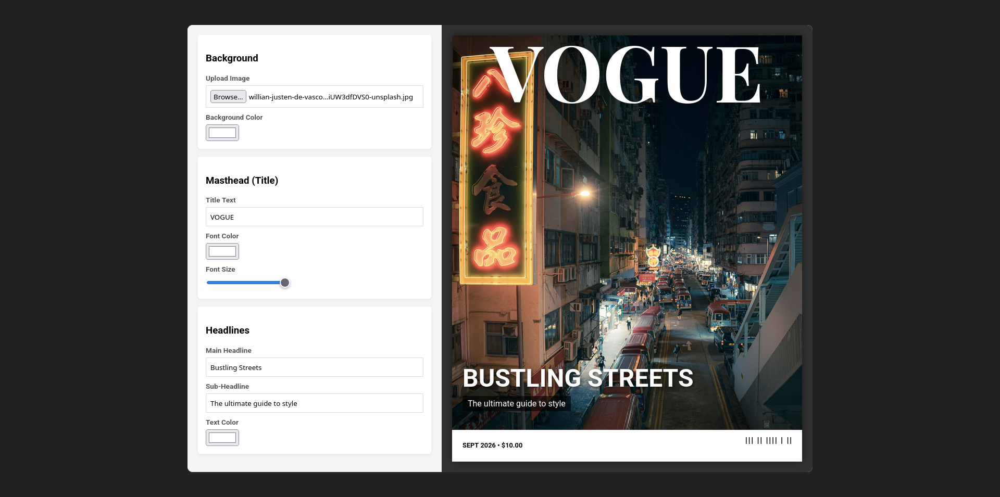 Background
Upload Image
Browse... willian-justen-de-vasco...iUW3dfDVS0-unsplash.jpg
Background Color
Masthead (Title)
Title Text
VOGUE
Font Color
Font Size
Headlines
Main Headline
Bustling Streets
Sub-Headline
The ultimate guide to style
Text Color
VOGUE
八
珍
食
品
BUSTLING STREETS
The ultimate guide to style
SEPT 2026 • $10.00